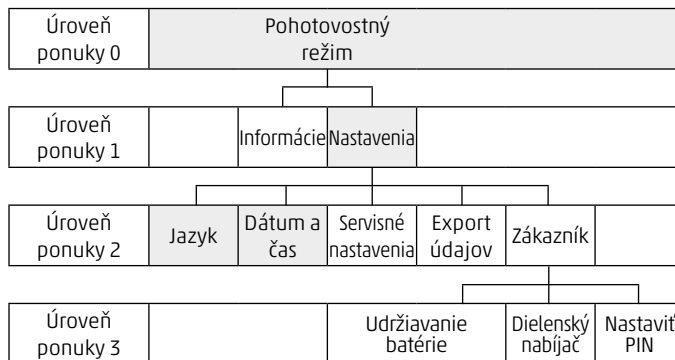 Úroveň
ponuky 0
Pohotovostný
režim
Úroveň
ponuky 1
Informácie
Nastavenia
Úroveň
ponuky 2
Jazyk
Dátum a
čas
Servisné
nastavenia
Export
údajov
Zákazník
Úroveň
ponuky 3
Udržiavanie
batérie
Dielenský
nabíjač
Nastaviť
PIN